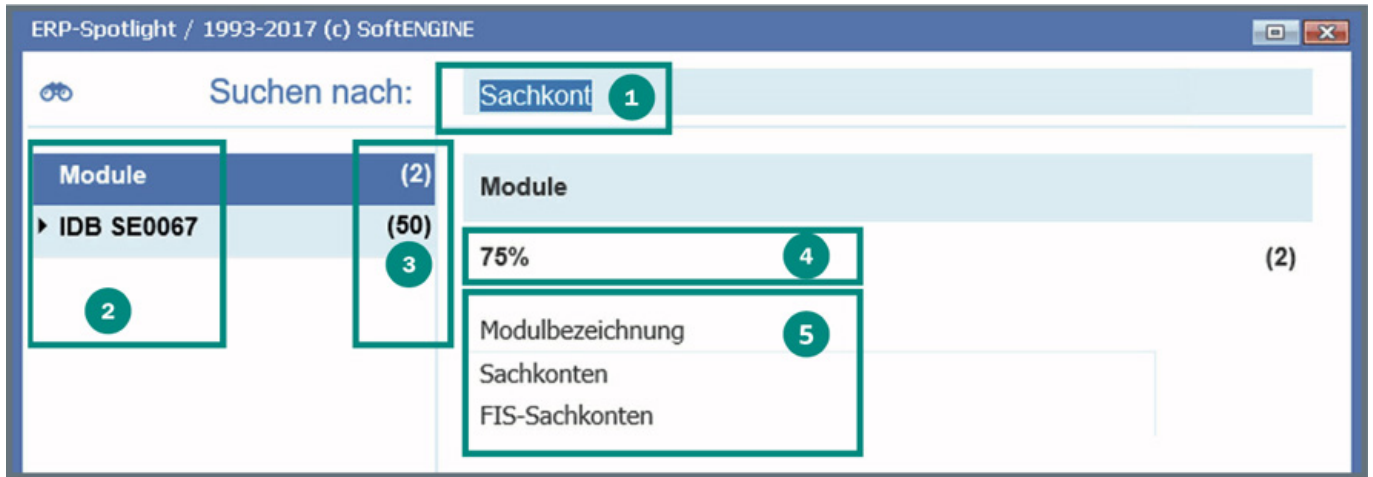 ERP-Spotlight / 1993-2017 (c) SoftENGINE
Suchen nach: Sachkont 1
Module (2)
IDB SE0067 (50)
2
3
Module
75% 4 (2)
Modulbezeichnung 5
Sachkonten
FIS-Sachkonten